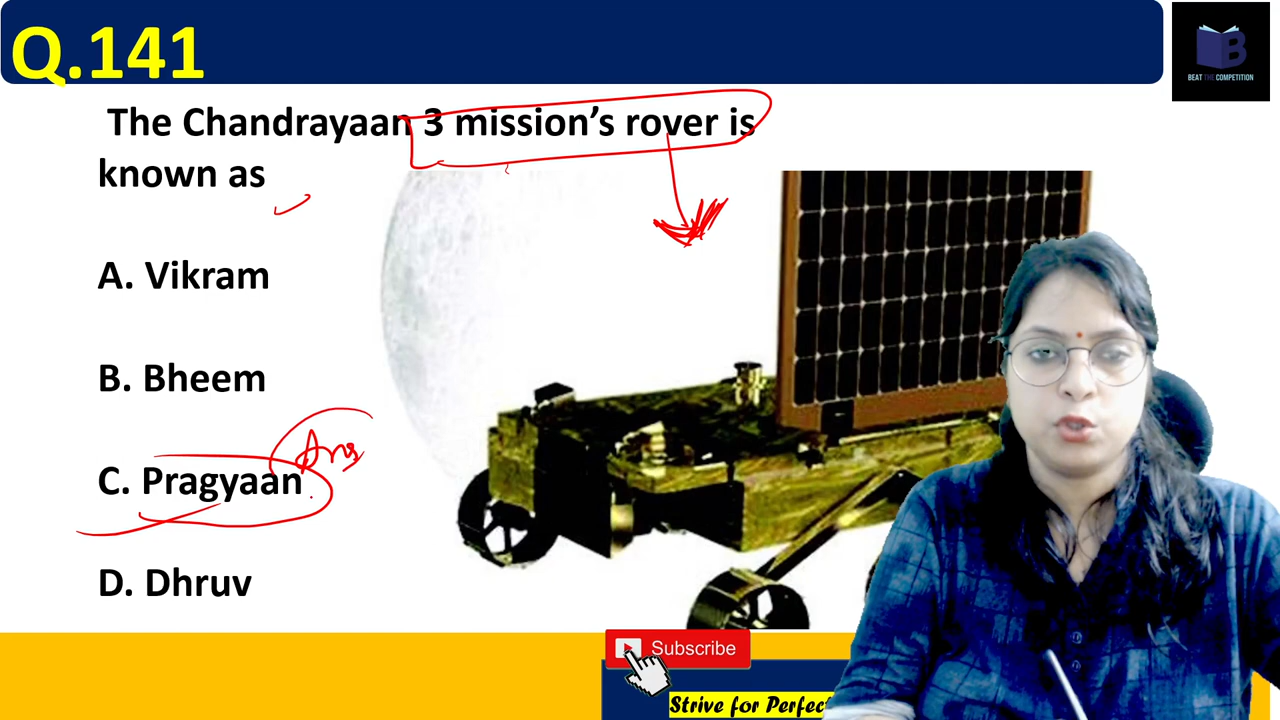 Q.141
B
BEAT THE COMPETITION
The Chandrayaan 3 mission's rover is
known as
A. Vikram
B. Bheem
Ans
C. Pragyaan
D. Dhruv
Subscribe
Strive for Perfect